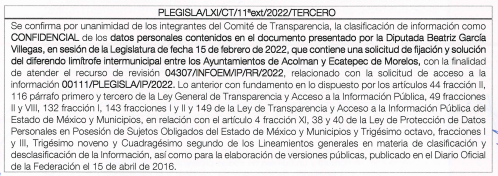 PLEGISLA/LXI/CT/11ªext/2022/TERCERO
Se confirma por unanimidad de los integrantes del Comité de Transparencia, la clasificación de información como
CONFIDENCIAL de los datos personales contenidos en el documento presentado por la Diputada Beatriz García
Villegas, en sesión de la Legislatura de fecha 15 de febrero de 2022, que contiene una solicitud de fijación y solución
del diferendo limítrofe intermunicipal entre los Ayuntamientos de Acolman y Ecatepec de Morelos, con la finalidad
de atender el recurso de revisión 04307/INFOEM/IP/RR/2022, relacionado con la solicitud de acceso a la
información 00111/PLEGISLA/IP/2022. Lo anterior con fundamento en lo dispuesto por los artículos 44 fracción II,
116 párrafo primero y tercero de la Ley General de Transparencia y Acceso a la Información Pública, 49 fracciones
II y VIII, 132 fracción I, 143 fracciones I y II y 149 de la Ley de Transparencia y Acceso a la Información Pública del
Estado de México y Municipios, en relación con el artículo 4 fracción XI, 38 y 40 de la Ley de Protección de Datos
Personales en Posesión de Sujetos Obligados del Estado de México y Municipios y Trigésimo octavo, fracciones I
y III, Trigésimo noveno y Cuadragésimo segundo de los Lineamientos generales en materia de clasificación y
desclasificación de la Información, así como para la elaboración de versiones públicas, publicado en el Diario Oficial
de la Federación el 15 de abril de 2016.